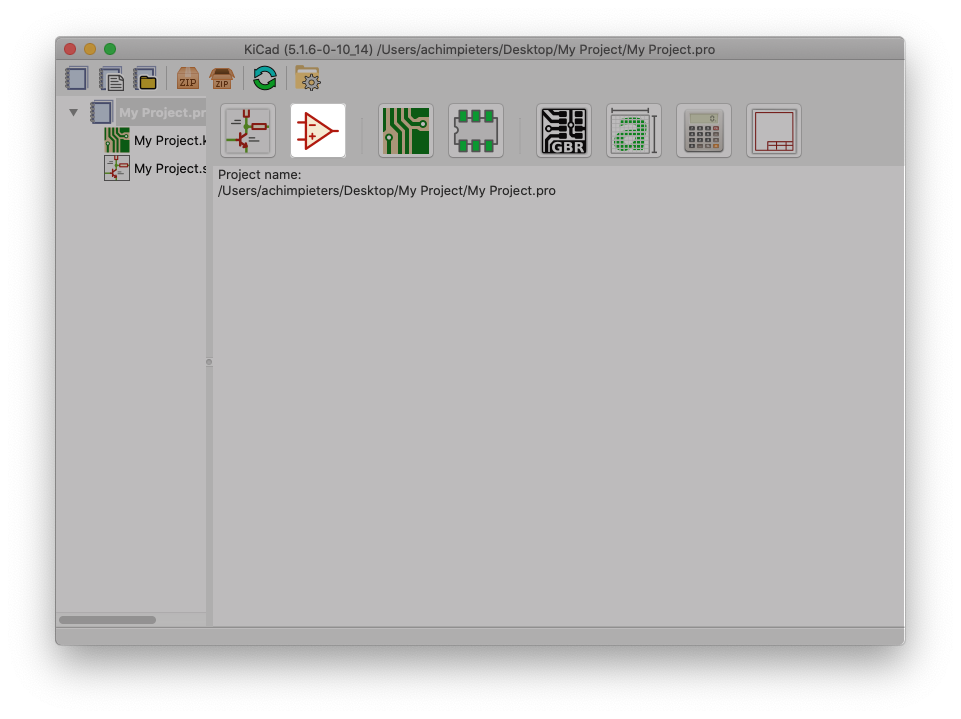 KiCad (5.1.6-0-10_14) /Users/achimpieters/Desktop/My Project/My Project.pro
ZIP ZIP
My Project.pr
My Project.k
My Project.s
GBR a 0.
Project name:
/Users/achimpieters/Desktop/My Project/My Project.pro